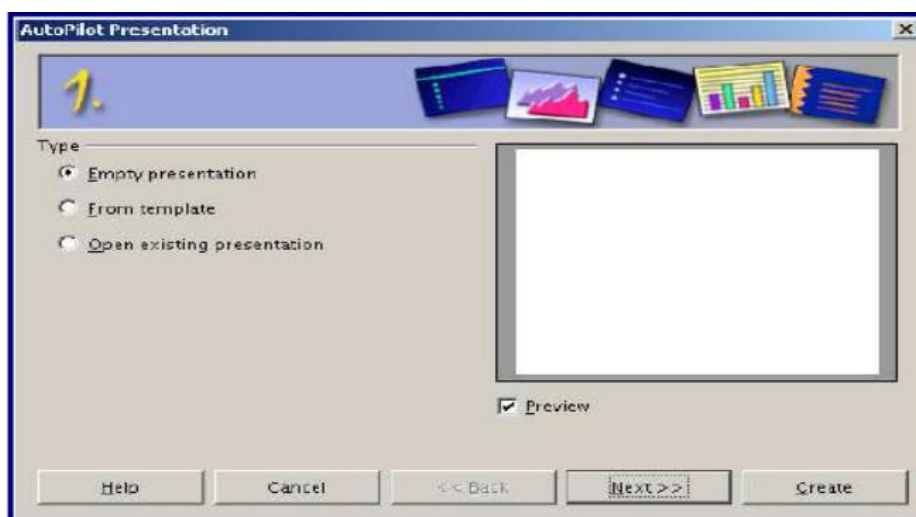 AutoPilot Presentation
1.
Type
Empty presentation
From template
Open existing presentation
Preview
Help
Cancel
<< Back
Next >>
Create